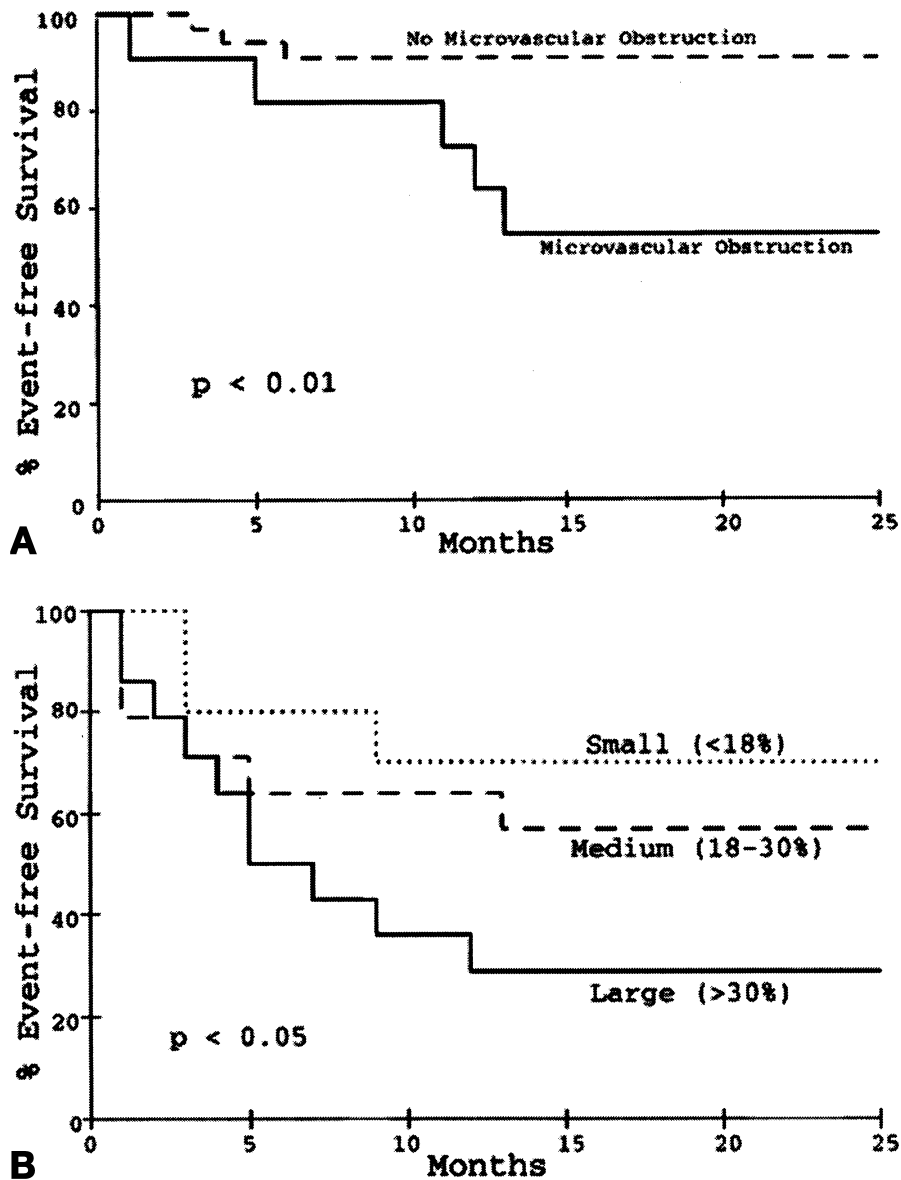 100
80
60
40
20
0
% Event-free Survival
No Microvascular Obstruction
Microvascular Obstruction
p < 0.01
0 5 10 15 20 25
Months
A
100
80
60
40
20
0
% Event-free Survival
Small (<18%)
Medium (18-30%)
Large (>30%)
p < 0.05
0 5 10 15 20 25
Months
B